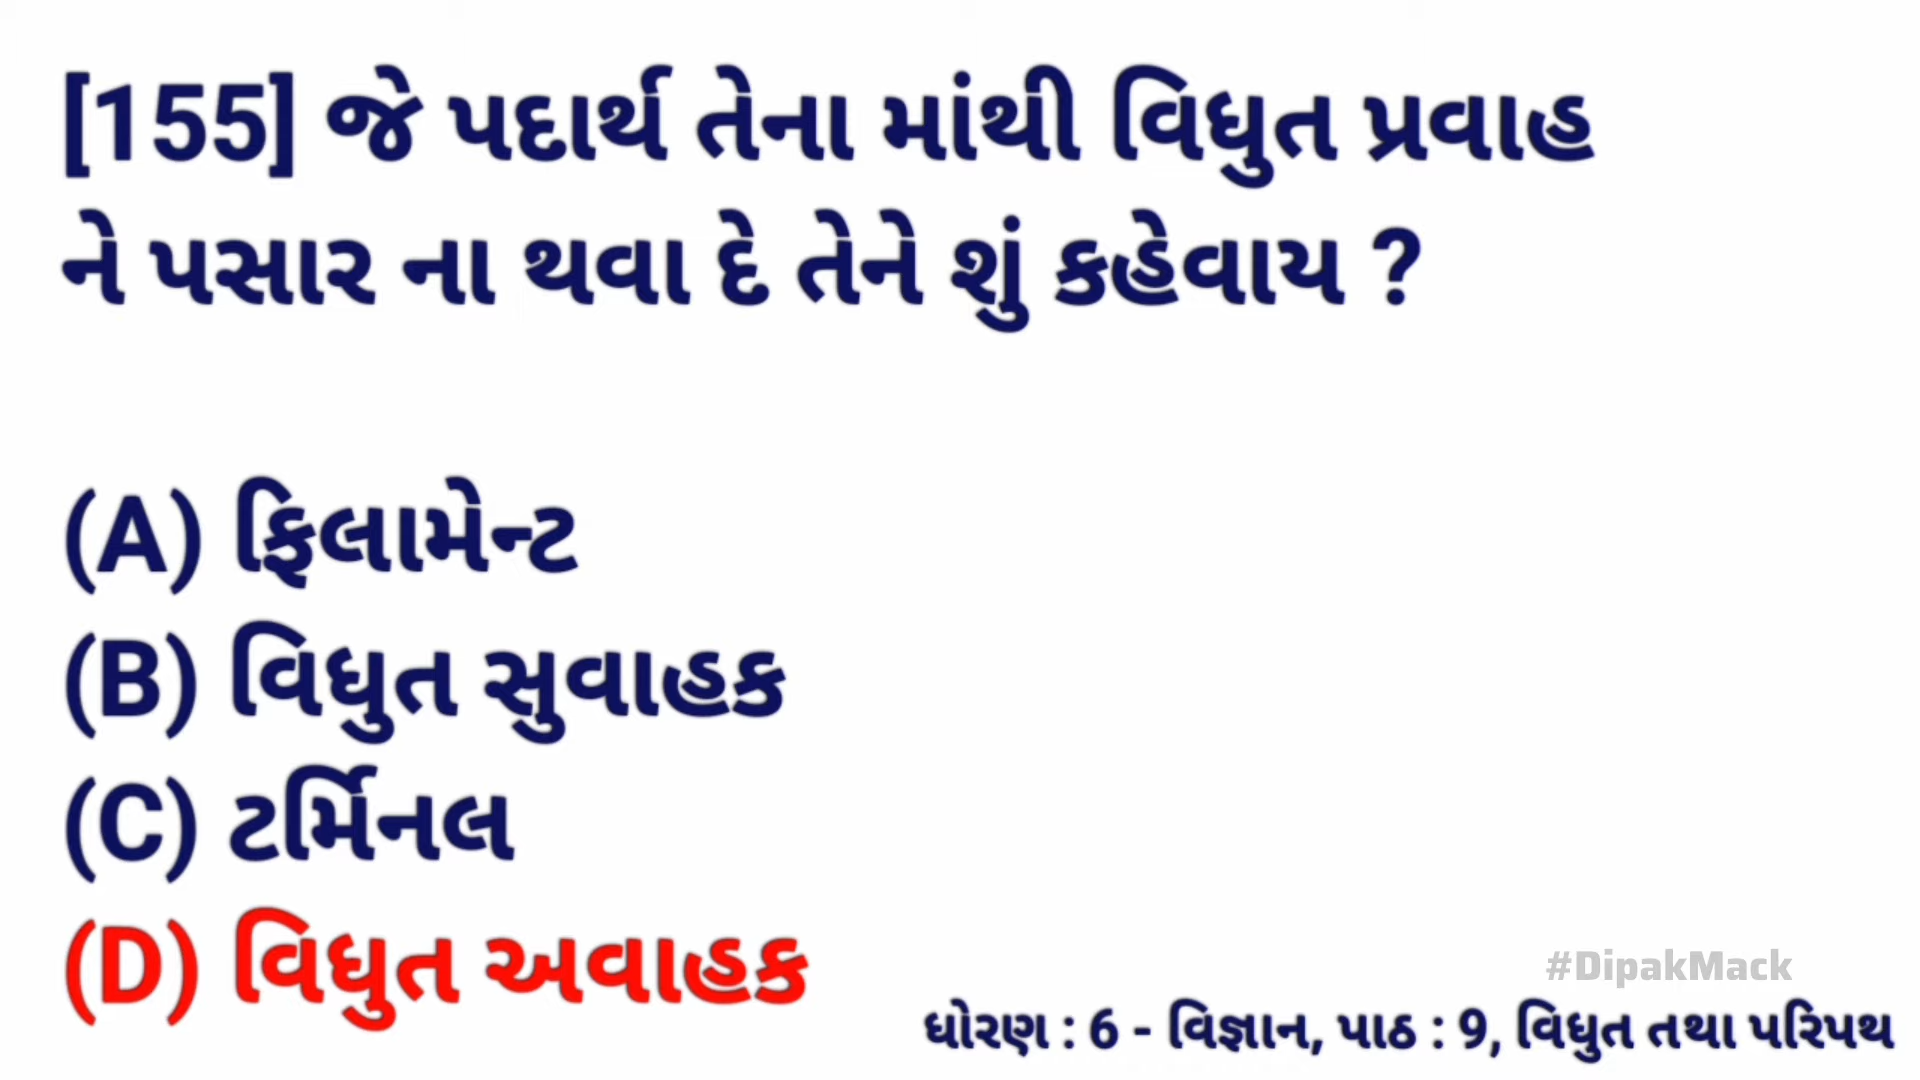 [155] જે પદાર્થ તેના માંથી વિધુત પ્રવાહ
ને પસાર ના થવા દે તેને શું કહેવાય ?
(A) ફિલામેન્ટ
(B) વિધુત સુવાહક
(C) ટર્મિનલ
(D) વિધુત અવાહક
#DipakMack
ધોરણ : 6 - વિજ્ઞાન, પાઠ : 9, વિધુત તથા પરિપથ